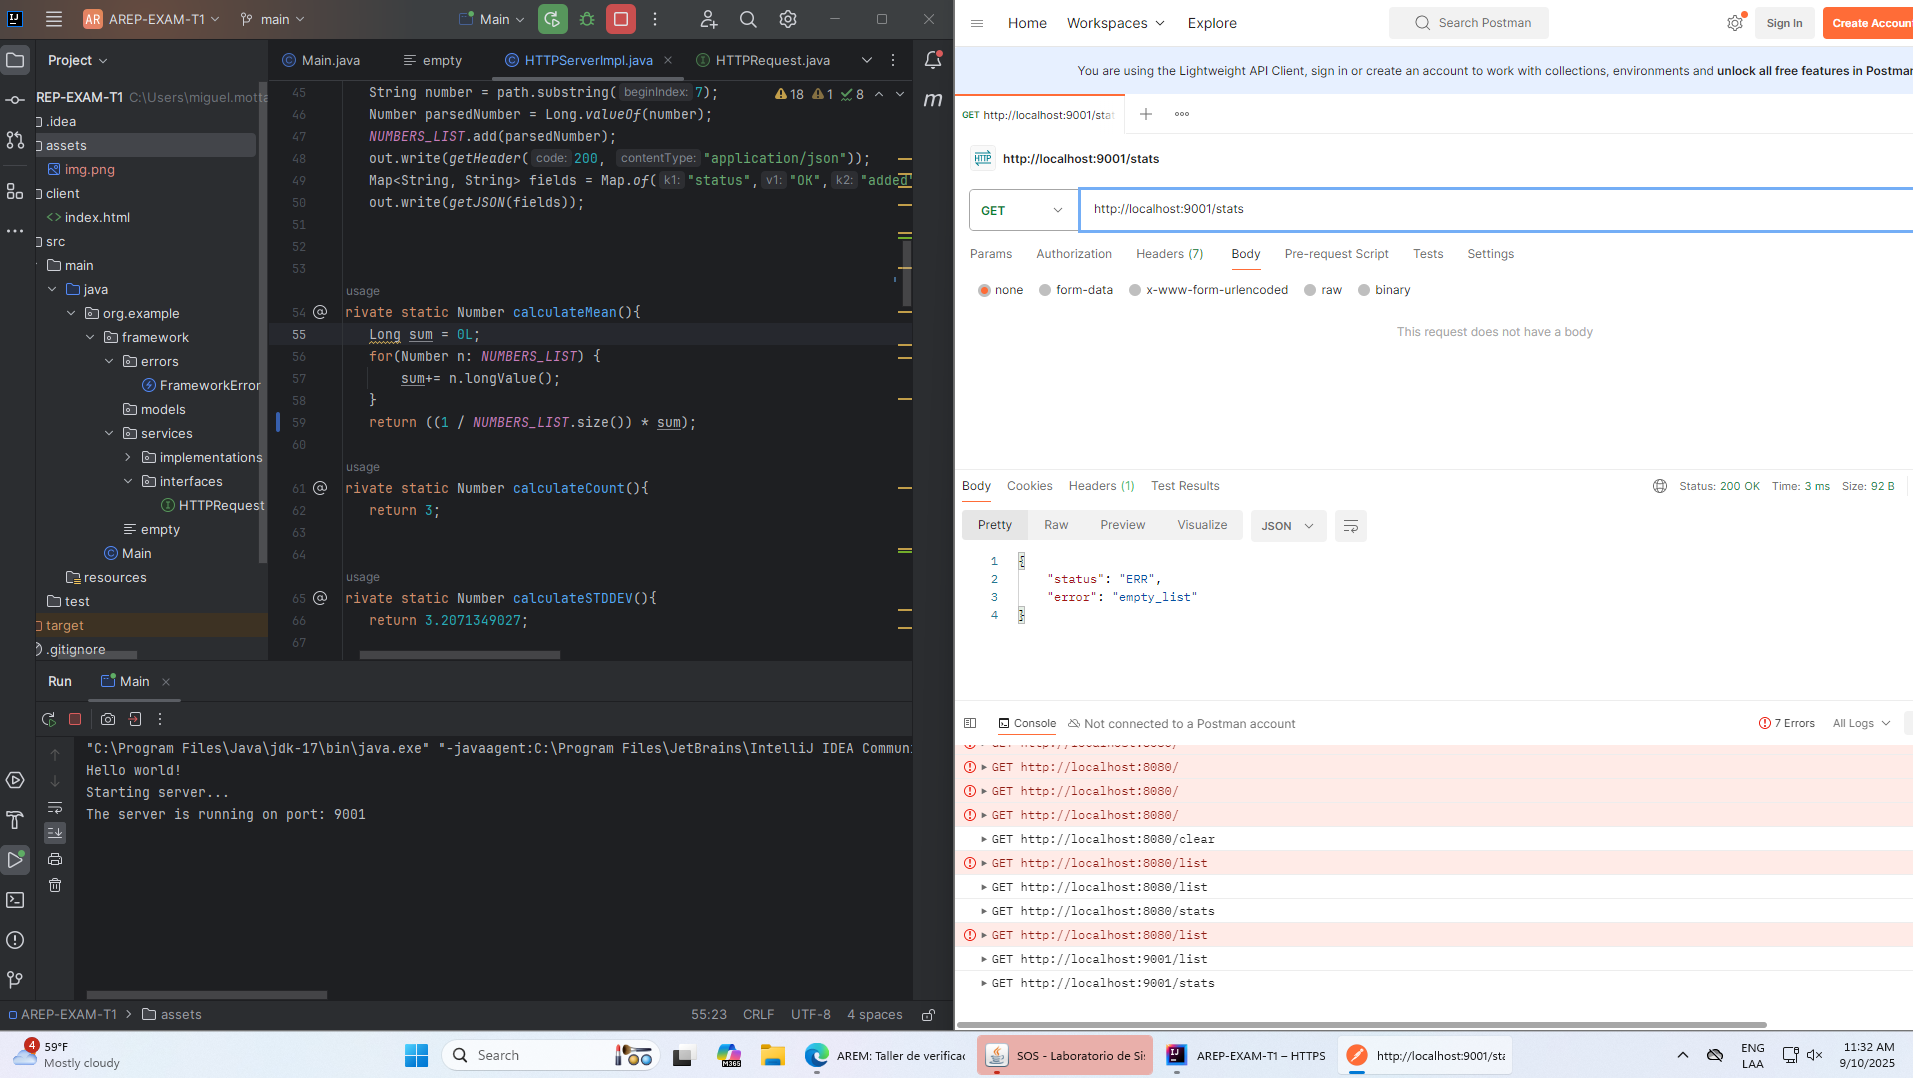 AR AREP-EXAM-T1 main Main
Project
Main.java empty HTTPServerImpl.java HTTPRequest.java
REP-EXAM-T1 C:\Users\miguel.motta
.idea
assets
img.png
client
index.html
src
main
java
org.example
framework
errors
FrameworkError
models
services
implementations
interfaces
HTTPRequest
empty
Main
resources
test
target
.gitignore
18 1 8
45 String number = path.substring( beginIndex: 7);
46 Number parsedNumber = Long.valueOf(number);
47 NUMBERS_LIST.add(parsedNumber);
48 out.write(getHeader( code: 200, contentType: "application/json"));
49 Map<String, String> fields = Map.of( k1: "status", v1: "OK", k2: "added"
50 out.write(getJSON(fields));
51
52
53
usage
54 rivate static Number calculateMean(){
55 Long sum = 0L;
56 for(Number n: NUMBERS_LIST) {
57 sum+= n.longValue();
58 }
59 return ((1 / NUMBERS_LIST.size()) * sum);
60
usage
61 rivate static Number calculateCount(){
62 return 3;
63
64
usage
65 rivate static Number calculateSTDDEV(){
66 return 3.2071349027;
67
m
Run Main
"C:\Program Files\Java\jdk-17\bin\java.exe" "-javaagent:C:\Program Files\JetBrains\IntelliJ IDEA Commun
Hello world!
Starting server...
The server is running on port: 9001
AREP-EXAM-T1 > assets 55:23 CRLF UTF-8 4 spaces
Home Workspaces Explore Search Postman Sign In Create Accoun
You are using the Lightweight API Client, sign in or create an account to work with collections, environments and unlock all free features in Postman
GET http://localhost:9001/stat
HTTP http://localhost:9001/stats
GET http://localhost:9001/stats
Params Authorization Headers (7) Body Pre-request Script Tests Settings
none form-data x-www-form-urlencoded raw binary
This request does not have a body
Body Cookies Headers (1) Test Results Status: 200 OK Time: 3 ms Size: 92 B
Pretty Raw Preview Visualize JSON
1 {
2 "status": "ERR",
3 "error": "empty_list"
4 }
Console Not connected to a Postman account 7 Errors All Logs
GET http://localhost:8080/
GET http://localhost:8080/
GET http://localhost:8080/
GET http://localhost:8080/
GET http://localhost:8080/clear
GET http://localhost:8080/list
GET http://localhost:8080/list
GET http://localhost:8080/stats
GET http://localhost:8080/list
GET http://localhost:9001/list
GET http://localhost:9001/stats
4 59°F
Mostly cloudy
Search
M365
AREM: Taller de verificac
SOS - Laboratorio de Si
AREP-EXAM-T1 – HTTPS
http://localhost:9001/sta
ENG
LAA
11:32 AM
9/10/2025